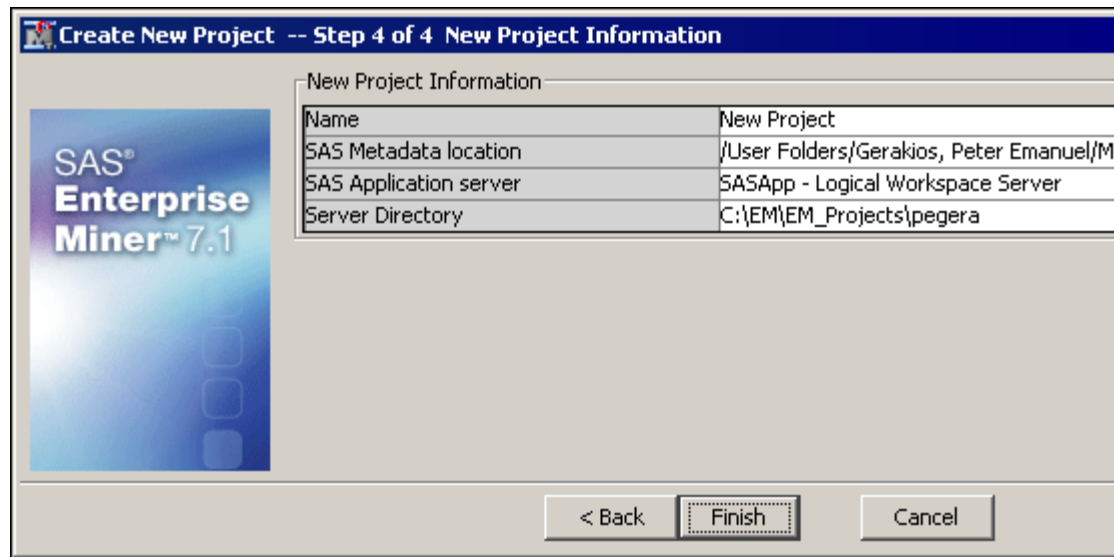 Create New Project -- Step 4 of 4 New Project Information
New Project Information
Name New Project
SAS Metadata location /User Folders/Gerakios, Peter Emanuel/M
SAS Application server SASApp - Logical Workspace Server
Server Directory C:\EM\EM_Projects\pegera
SAS®
Enterprise
Miner™ 7.1
< Back Finish Cancel